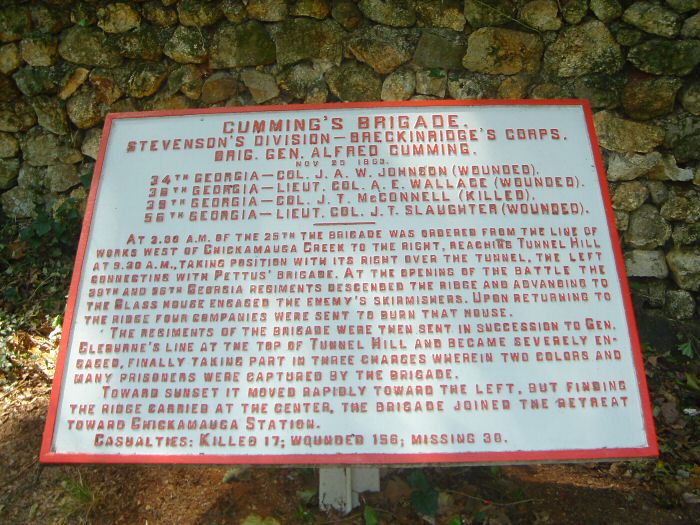 CUMMING'S BRIGADE.
STEVENSON'S DIVISION—BRECKINRIDGE'S CORPS.
BRIG. GEN. ALFRED CUMMING.
NOV 25 1863.
34TH GEORGIA—COL. J. A. W. JOHNSON (WOUNDED).
36TH GEORGIA—LIEUT. COL. A. E. WALLACE (WOUNDED).
39TH GEORGIA—COL. J. T. MCCONNELL (KILLED).
56TH GEORGIA—LIEUT. COL. J. T. SLAUGHTER (WOUNDED).
AT 2.00 A.M. OF THE 25TH THE BRIGADE WAS ORDERED FROM THE LINE OF
WORKS WEST OF CHICKAMAUGA CREEK TO THE RIGHT, REACHING TUNNEL HILL
AT 9.30 A.M., TAKING POSITION WITH ITS RIGHT OVER THE TUNNEL, THE LEFT
CONNECTING WITH PETTUS' BRIGADE. AT THE OPENING OF THE BATTLE THE
39TH AND 56TH GEORGIA REGIMENTS DESCENDED THE RIDGE AND ADVANCING TO
THE GLASS HOUSE ENGAGED THE ENEMY'S SKIRMISHERS. UPON RETURNING TO
THE RIDGE FOUR COMPANIES WERE SENT TO BURN THAT HOUSE.
THE REGIMENTS OF THE BRIGADE WERE THEN SENT IN SUCCESSION TO GEN.
CLEBURNE'S LINE AT THE TOP OF TUNNEL HILL AND BECAME SEVERELY EN-
GAGED, FINALLY TAKING PART IN THREE CHARGES WHEREIN TWO COLORS AND
MANY PRISONERS WERE CAPTURED BY THE BRIGADE.
TOWARD SUNSET IT MOVED RAPIDLY TOWARD THE LEFT, BUT FINDING
THE RIDGE CARRIED AT THE CENTER, THE BRIGADE JOINED THE RETREAT
TOWARD CHICKAMAUGA STATION.
CASUALTIES: KILLED 17; WOUNDED 156; MISSING 30.